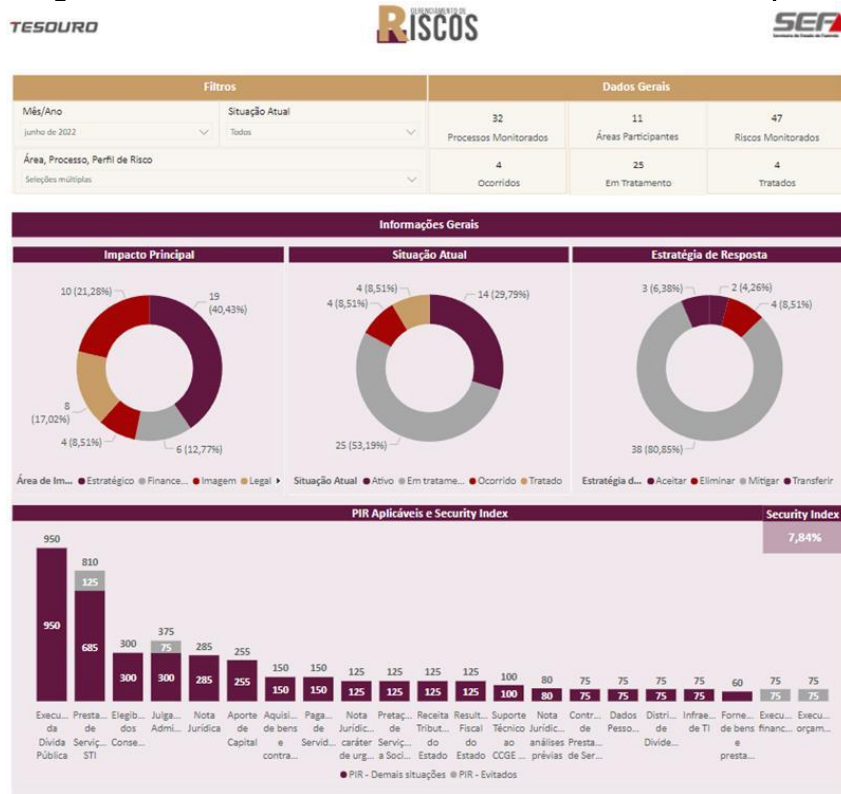 TESOURO
GERENCIAMENTO DE
RISCOS
SEFA
Secretaria de Estado da Fazenda
Filtros
Dados Gerais
Mês/Ano
Situação Atual
junho de 2022
Todos
Área, Processo, Perfil de Risco
Seleções múltiplas
32
Processos Monitorados
11
Áreas Participantes
47
Riscos Monitorados
4
Ocorridos
25
Em Tratamento
4
Tratados
Informações Gerais
Impacto Principal
10 (21,28%)
19
(40,43%)
8
(17,02%)
4 (8,51%)
6 (12,77%)
Área de Im... Estratégico Finance... Imagem Legal
Situação Atual
4 (8,51%)
4 (8,51%)
14 (29,79%)
25 (53,19%)
Situação Atual Ativo Em tratame... Ocorrido Tratado
Estratégia de Resposta
3 (6,38%)
2 (4,26%)
4 (8,51%)
38 (80,85%)
Estratégia d... Aceitar Eliminar Mitigar Transferir
PIR Aplicáveis e Security Index
Security Index
7,84%
950 810 300 375 285 255 150 150 125 125 125 125 100 80 75 75 75 75 60 75 75
125 75
950 685 300 300 285 255 150 150 125 125 125 125 100 80 75 75 75 75 75 75
Execu... Presta... Elegib... Julga... Nota Aporte Aquisi... Paga... Nota Pretaç... Receita Result... Suporte Nota Contr... Dados Distri... Infrae... Forne... Execu... Execu...
da de dos Admi... Jurídica de de bens de Jurídic... de Tribut... Fiscal Técnico Jurídic... de Pesso... de de TI de bens financ... orçam...
Dívida Serviç... Conse... Capital e Servid... caráter Serviç... do do ao análises Presta... Divide... e
Pública STI contra... de urg... a Soci... Estado Estado CCGE ... prévias de Ser... presta...
PIR - Demais situações PIR - Evitados